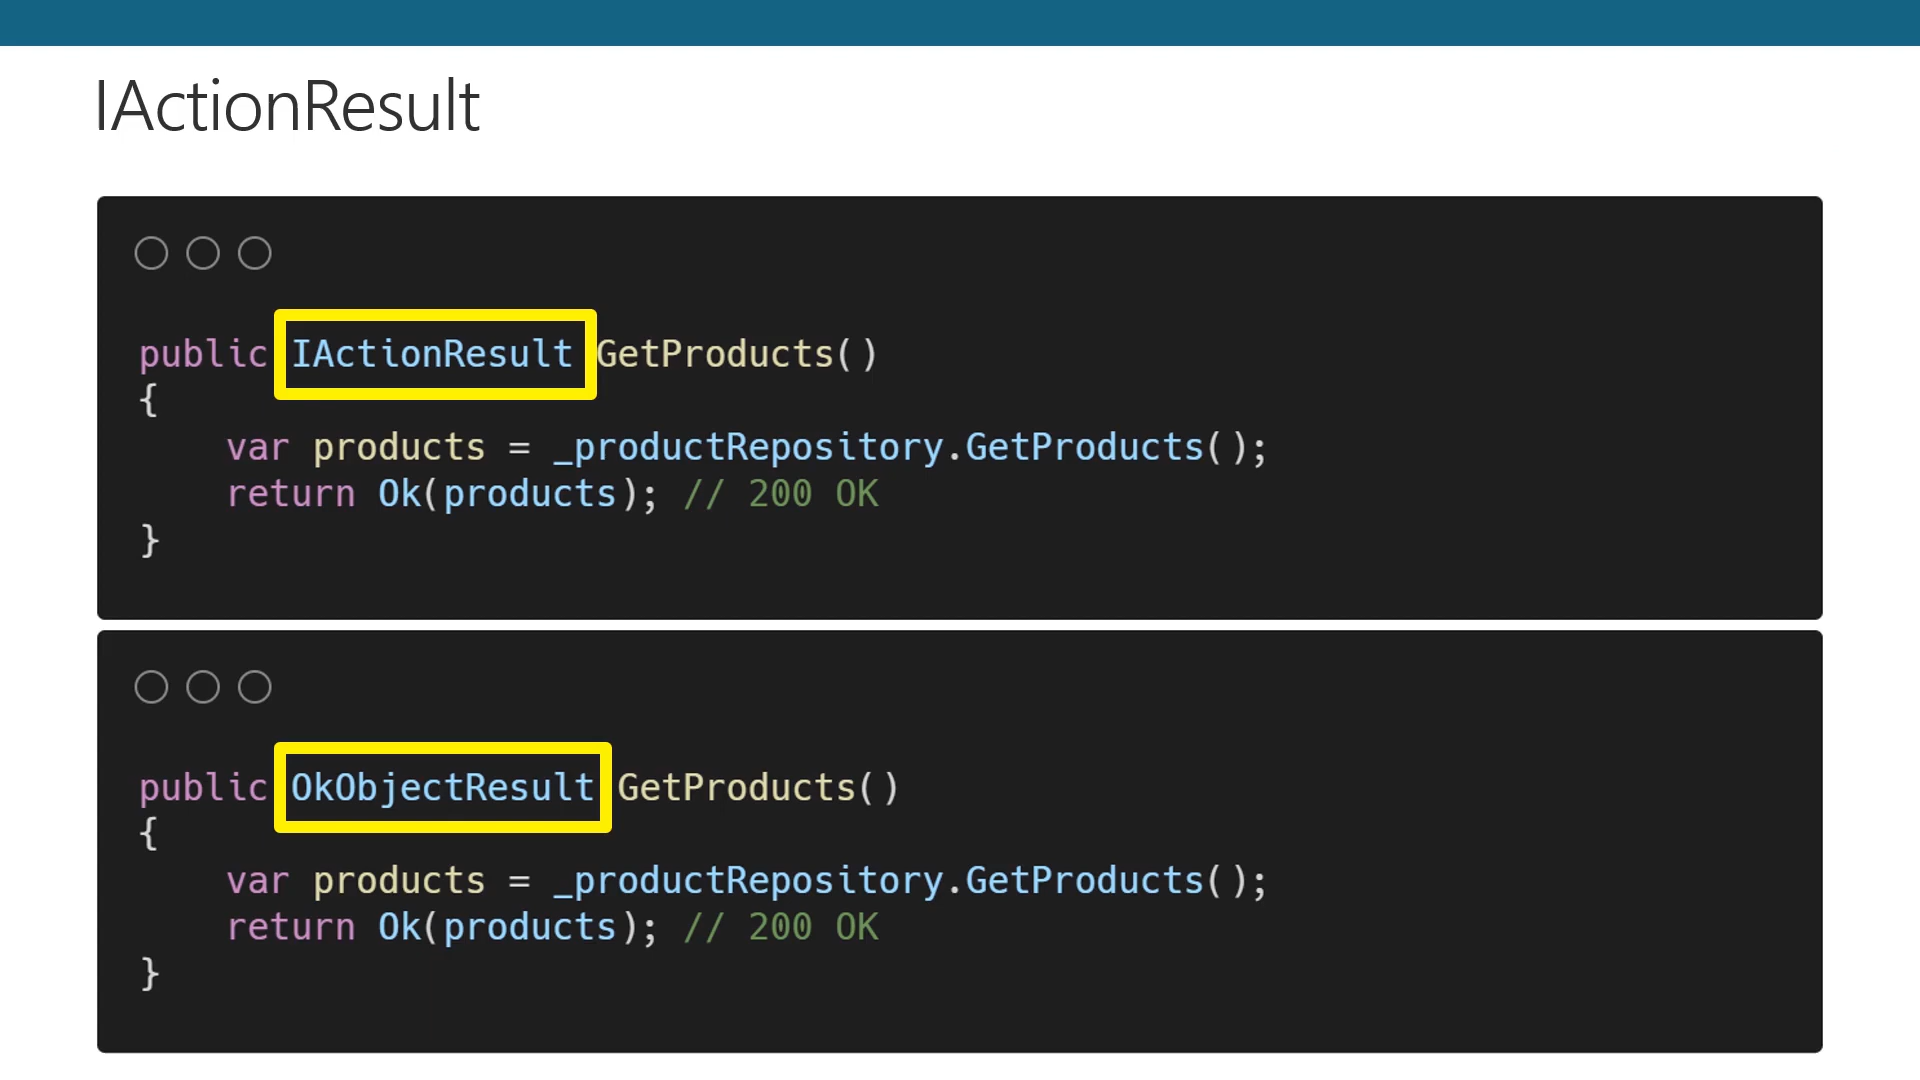 IActionResult
public IActionResult GetProducts()
{
    var products = _productRepository.GetProducts();
    return Ok(products); // 200 OK
}
public OkObjectResult GetProducts()
{
    var products = _productRepository.GetProducts();
    return Ok(products); // 200 OK
}